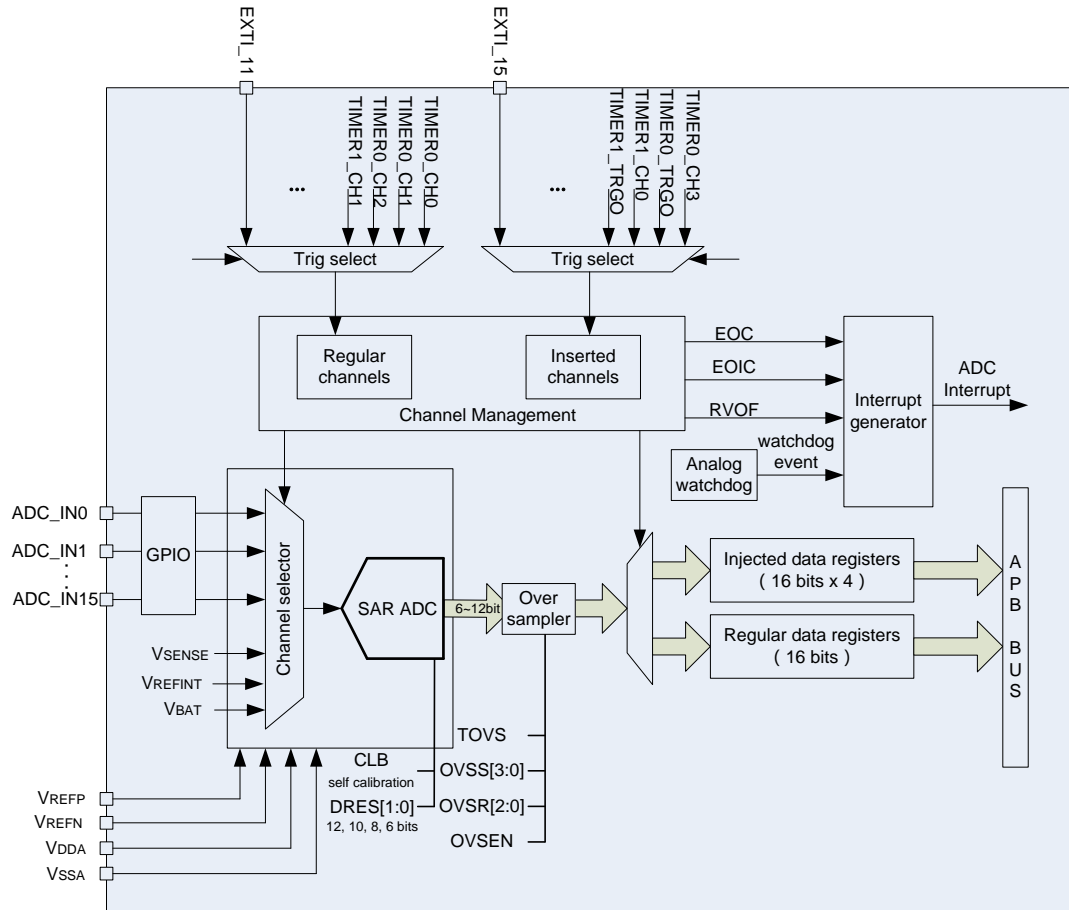 EXTI_11
EXTI_15
...
TIMER1_CH1
TIMER0_CH2
TIMER0_CH1
TIMER0_CH0
...
TIMER1_TRGO
TIMER1_CH0
TIMER0_TRGO
TIMER0_CH3
Trig select
Trig select
Regular
channels
Inserted
channels
Channel Management
EOC
EOIC
RVOF
Interrupt
generator
ADC
Interrupt
Analog
watchdog
watchdog
event
ADC_IN0
ADC_IN1
ADC_IN15
GPIO
VSENSE
VREFINT
VBAT
Channel selector
SAR ADC
6~12bit
Over
sampler
Injected data registers
( 16 bits x 4 )
Regular data registers
( 16 bits )
APB BUS
CLB
self calibration
DRES[1:0]
12, 10, 8, 6 bits
TOVS
OVSS[3:0]
OVSR[2:0]
OVSEN
VREFP
VREFN
VDDA
VSSA